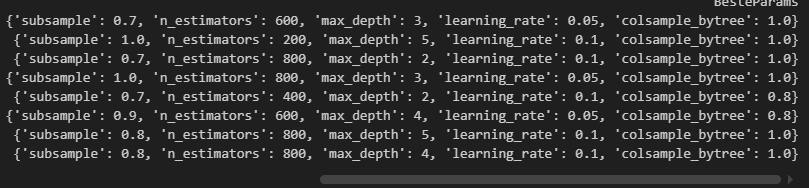 BesteParams
{'subsample': 0.7, 'n_estimators': 600, 'max_depth': 3, 'learning_rate': 0.05, 'colsample_bytree': 1.0}
{'subsample': 1.0, 'n_estimators': 200, 'max_depth': 5, 'learning_rate': 0.1, 'colsample_bytree': 1.0}
{'subsample': 0.7, 'n_estimators': 800, 'max_depth': 2, 'learning_rate': 0.1, 'colsample_bytree': 1.0}
{'subsample': 1.0, 'n_estimators': 800, 'max_depth': 3, 'learning_rate': 0.05, 'colsample_bytree': 1.0}
{'subsample': 0.7, 'n_estimators': 400, 'max_depth': 2, 'learning_rate': 0.1, 'colsample_bytree': 0.8}
{'subsample': 0.9, 'n_estimators': 600, 'max_depth': 4, 'learning_rate': 0.05, 'colsample_bytree': 0.8}
{'subsample': 0.8, 'n_estimators': 800, 'max_depth': 5, 'learning_rate': 0.1, 'colsample_bytree': 1.0}
{'subsample': 0.8, 'n_estimators': 800, 'max_depth': 4, 'learning_rate': 0.1, 'colsample_bytree': 1.0}